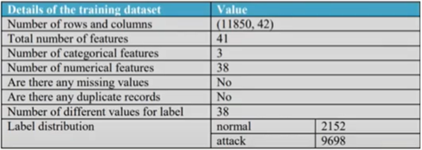 Details of the training dataset Value
Number of rows and columns (11850, 42)
Total number of features 41
Number of categorical features 3
Number of numerical features 38
Are there any missing values No
Are there any duplicate records No
Number of different values for label 38
Label distribution normal 2152
attack 9698